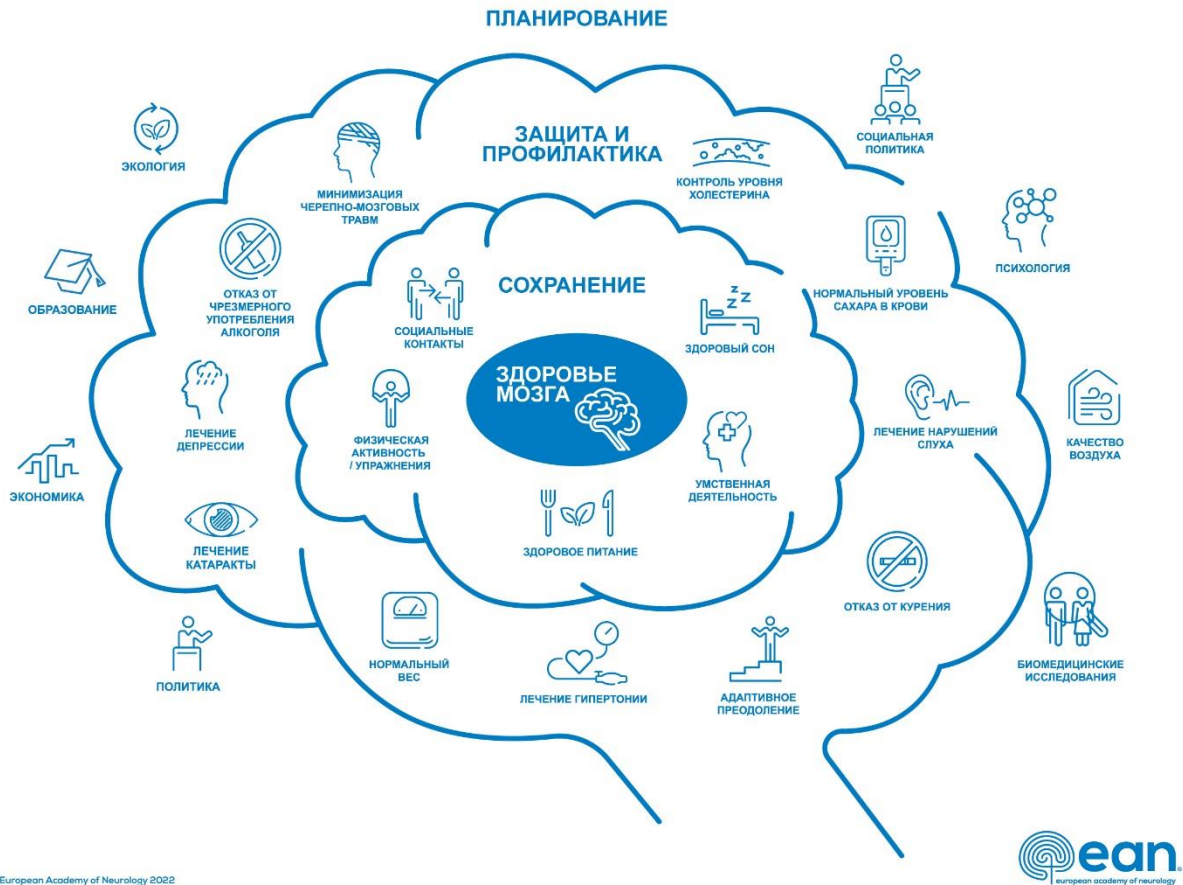 ПЛАНИРОВАНИЕ
ЭКОЛОГИЯ
ОБРАЗОВАНИЕ
ЭКОНОМИКА
ПОЛИТИКА
СОЦИАЛЬНАЯ
ПОЛИТИКА
ПСИХОЛОГИЯ
КАЧЕСТВО
ВОЗДУХА
БИОМЕДИЦИНСКИЕ
ИССЛЕДОВАНИЯ
ЗАЩИТА И
ПРОФИЛАКТИКА
МИНИМИЗАЦИЯ
ЧЕРЕПНО-МОЗГОВЫХ
ТРАВМ
КОНТРОЛЬ УРОВНЯ
ХОЛЕСТЕРИНА
ОТКАЗ ОТ
ЧРЕЗМЕРНОГО
УПОТРЕБЛЕНИЯ
АЛКОГОЛЯ
НОРМАЛЬНЫЙ УРОВЕНЬ
САХАРА В КРОВИ
ЛЕЧЕНИЕ
ДЕПРЕССИИ
ЛЕЧЕНИЕ НАРУШЕНИЙ
СЛУХА
ЛЕЧЕНИЕ
КАТАРАКТЫ
ОТКАЗ ОТ КУРЕНИЯ
НОРМАЛЬНЫЙ
ВЕС
ЛЕЧЕНИЕ ГИПЕРТОНИИ
АДАПТИВНОЕ
ПРЕОДОЛЕНИЕ
СОХРАНЕНИЕ
СОЦИАЛЬНЫЕ
КОНТАКТЫ
Z Z
Z
ЗДОРОВЫЙ СОН
ФИЗИЧЕСКАЯ
АКТИВНОСТЬ
/ УПРАЖНЕНИЯ
УМСТВЕННАЯ
ДЕЯТЕЛЬНОСТЬ
ЗДОРОВОЕ ПИТАНИЕ
ЗДОРОВЬЕ
МОЗГА
European Academy of Neurology 2022
ean
european academy of neurology